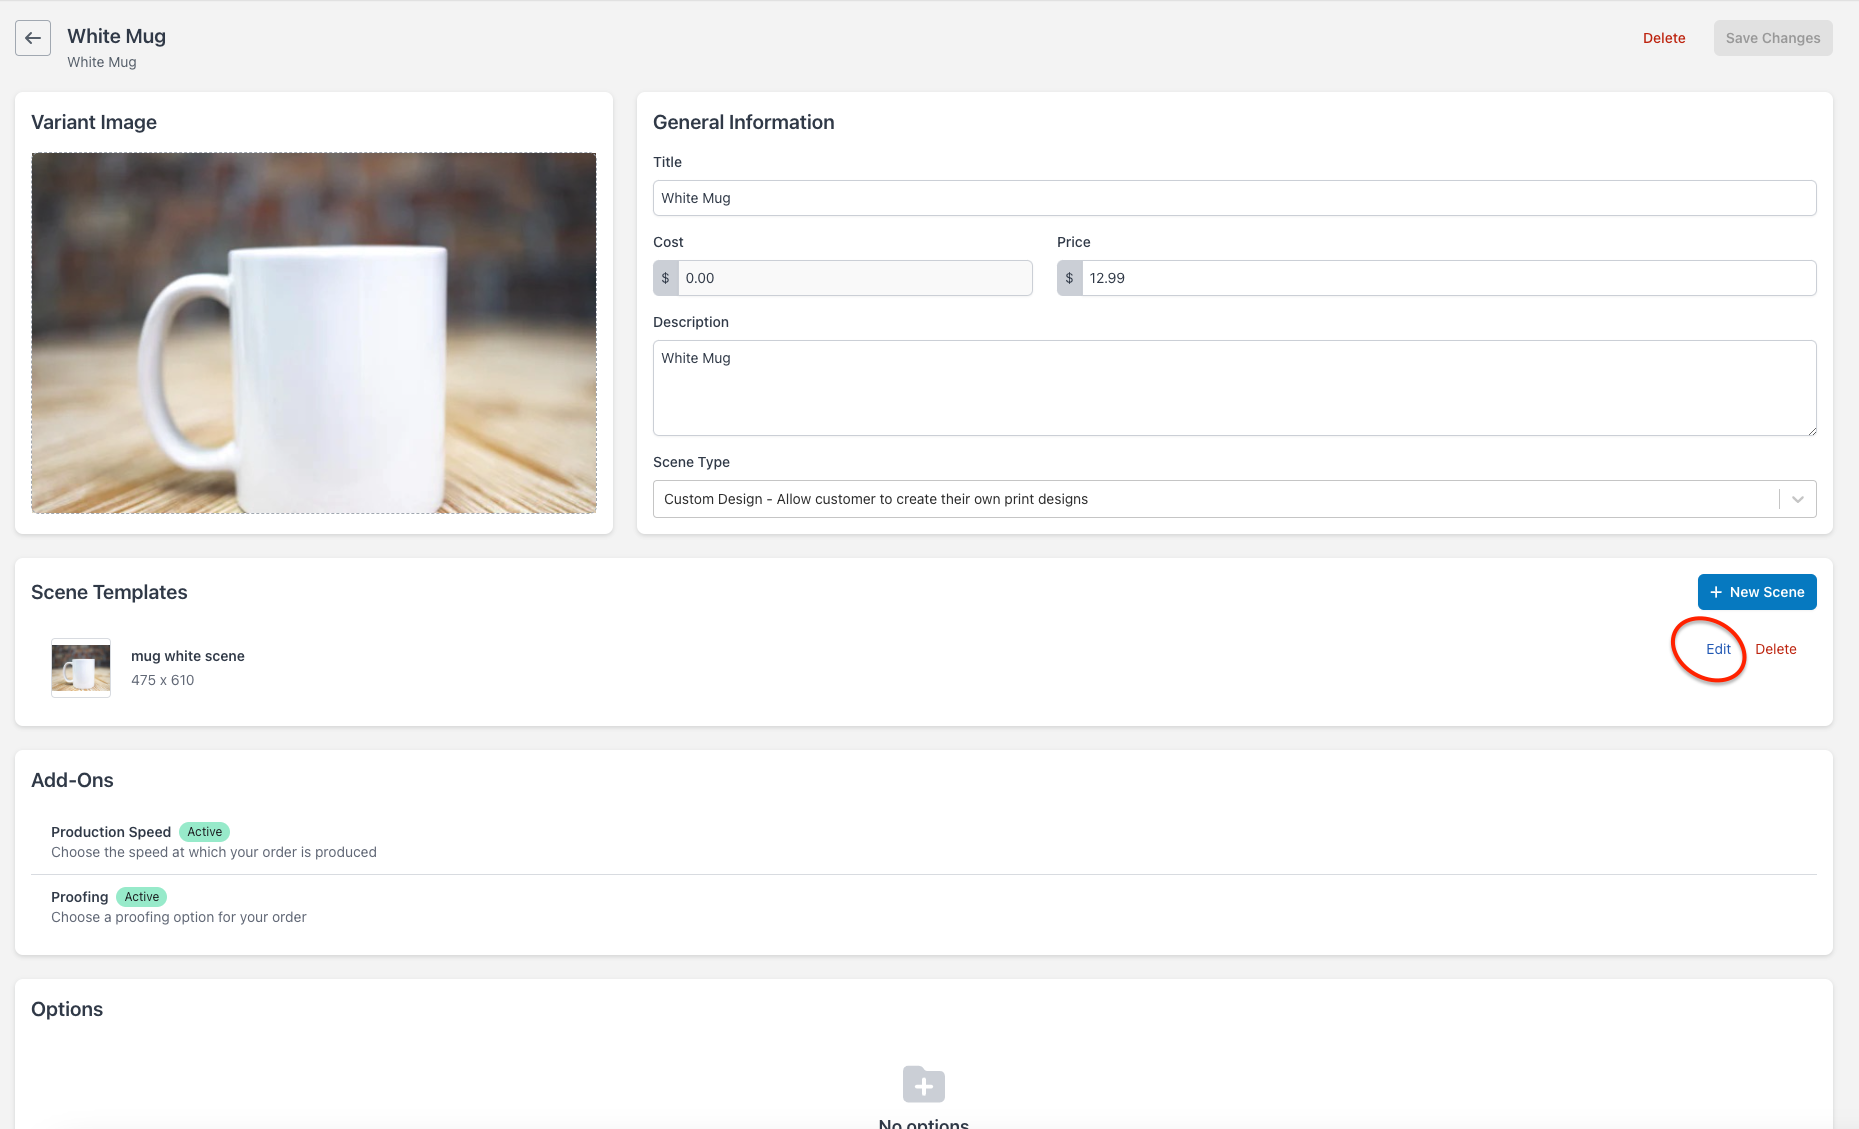 White Mug
White Mug
Delete
Save Changes
Variant Image
General Information
Title
White Mug
Cost
Price
$ 0.00
$ 12.99
Description
White Mug
Scene Type
Custom Design - Allow customer to create their own print designs
Scene Templates
+ New Scene
mug white scene
475 x 610
Edit
Delete
Add-Ons
Production Speed Active
Choose the speed at which your order is produced
Proofing Active
Choose a proofing option for your order
Options
No options